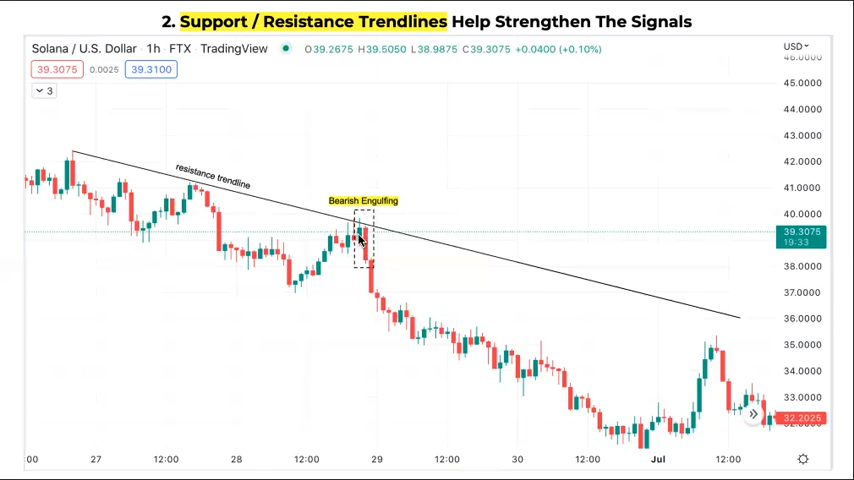 2. Support / Resistance Trendlines Help Strengthen The Signals
Solana / U.S. Dollar · 1h · FTX · TradingView O39.2675 H39.5050 L38.9875 C39.3075 +0.0400 (+0.10%)
USD
39.3075 0.0025 39.3100
3
46.0000
45.0000
44.0000
43.0000
42.0000
41.0000
40.0000
39.3075
19:33
38.0000
37.0000
36.0000
35.0000
34.0000
33.0000
32.2025
resistance trendline
Bearish Engulfing
:00 27 12:00 28 12:00 29 12:00 30 12:00 Jul 12:00